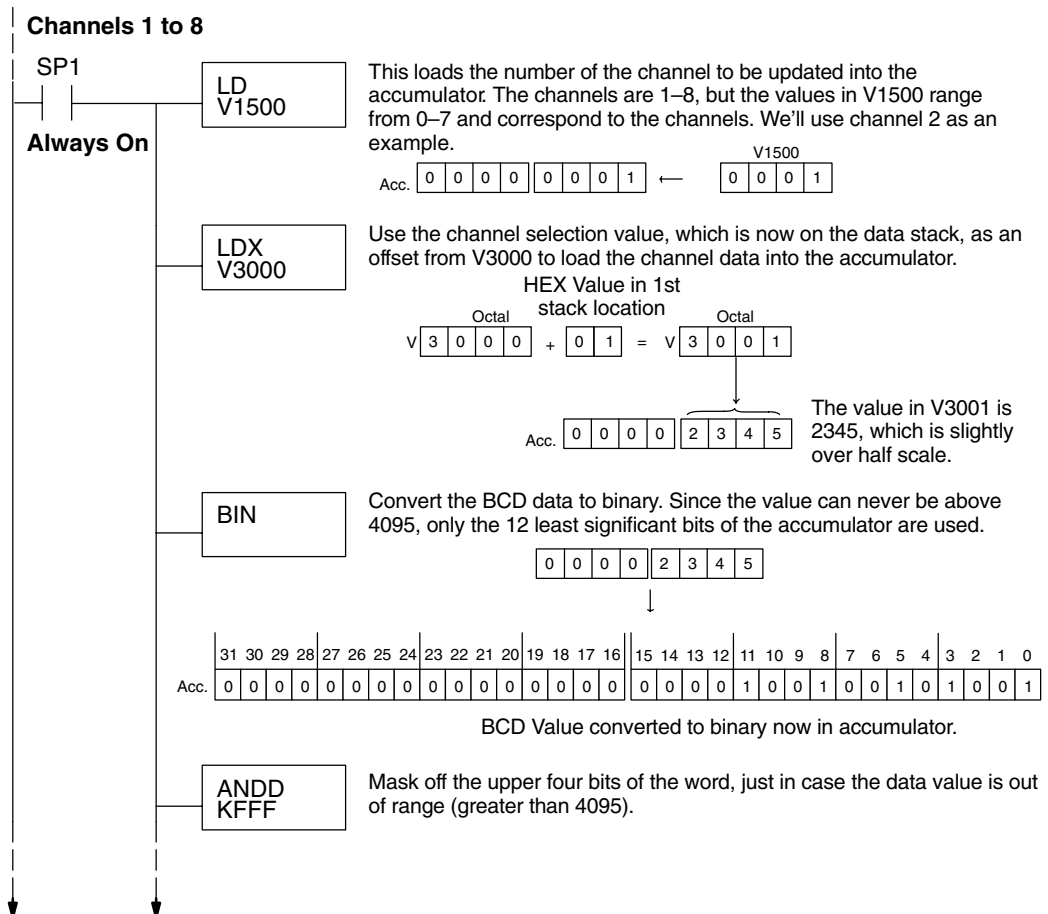 Channels 1 to 8
SP1
Always On
LD
V1500
This loads the number of the channel to be updated into the
accumulator. The channels are 1–8, but the values in V1500 range
from 0–7 and correspond to the channels. We'll use channel 2 as an
example.
V1500
Acc. 0 0 0 0 0 0 0 1 ← 0 0 0 1
LDX
V3000
Use the channel selection value, which is now on the data stack, as an
offset from V3000 to load the channel data into the accumulator.
HEX Value in 1st
stack location
Octal Octal
V 3 0 0 0 + 0 1 = V 3 0 0 1
Acc. 0 0 0 0 2 3 4 5
The value in V3001 is
2345, which is slightly
over half scale.
BIN
Convert the BCD data to binary. Since the value can never be above
4095, only the 12 least significant bits of the accumulator are used.
0 0 0 0 2 3 4 5
31 30 29 28 27 26 25 24 23 22 21 20 19 18 17 16 15 14 13 12 11 10 9 8 7 6 5 4 3 2 1 0
Acc. 0 0 0 0 0 0 0 0 0 0 0 0 0 0 0 0 0 0 0 0 1 0 0 1 0 0 1 0 1 0 0 1
BCD Value converted to binary now in accumulator.
ANDD
KFFF
Mask off the upper four bits of the word, just in case the data value is out
of range (greater than 4095).